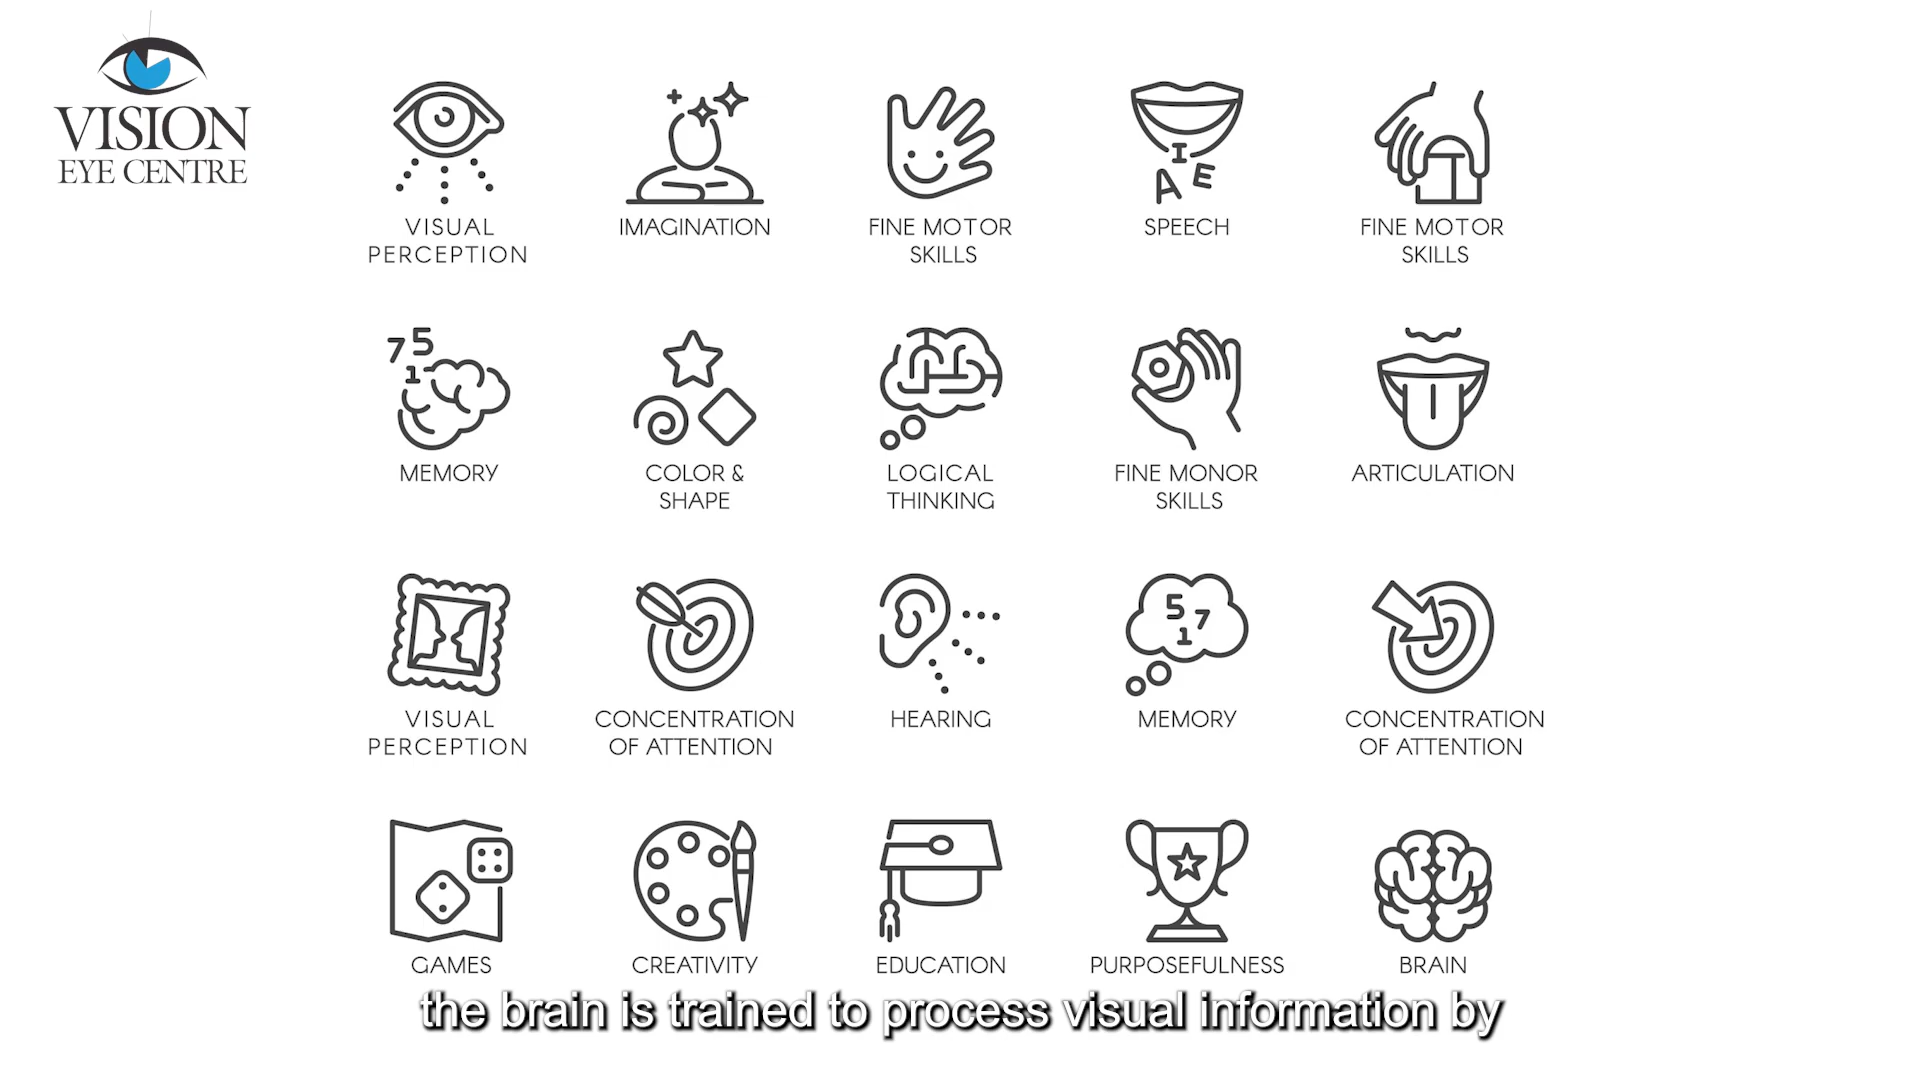 VISION
EYE CENTRE
VISUAL
PERCEPTION
IMAGINATION
FINE MOTOR
SKILLS
I
A E
SPEECH
FINE MOTOR
SKILLS
75
1
MEMORY
COLOR &
SHAPE
LOGICAL
THINKING
FINE MONOR
SKILLS
ARTICULATION
VISUAL
PERCEPTION
CONCENTRATION
OF ATTENTION
HEARING
5 7
1
MEMORY
CONCENTRATION
OF ATTENTION
GAMES
CREATIVITY
EDUCATION
PURPOSEFULNESS
BRAIN
the brain is trained to process visual information by